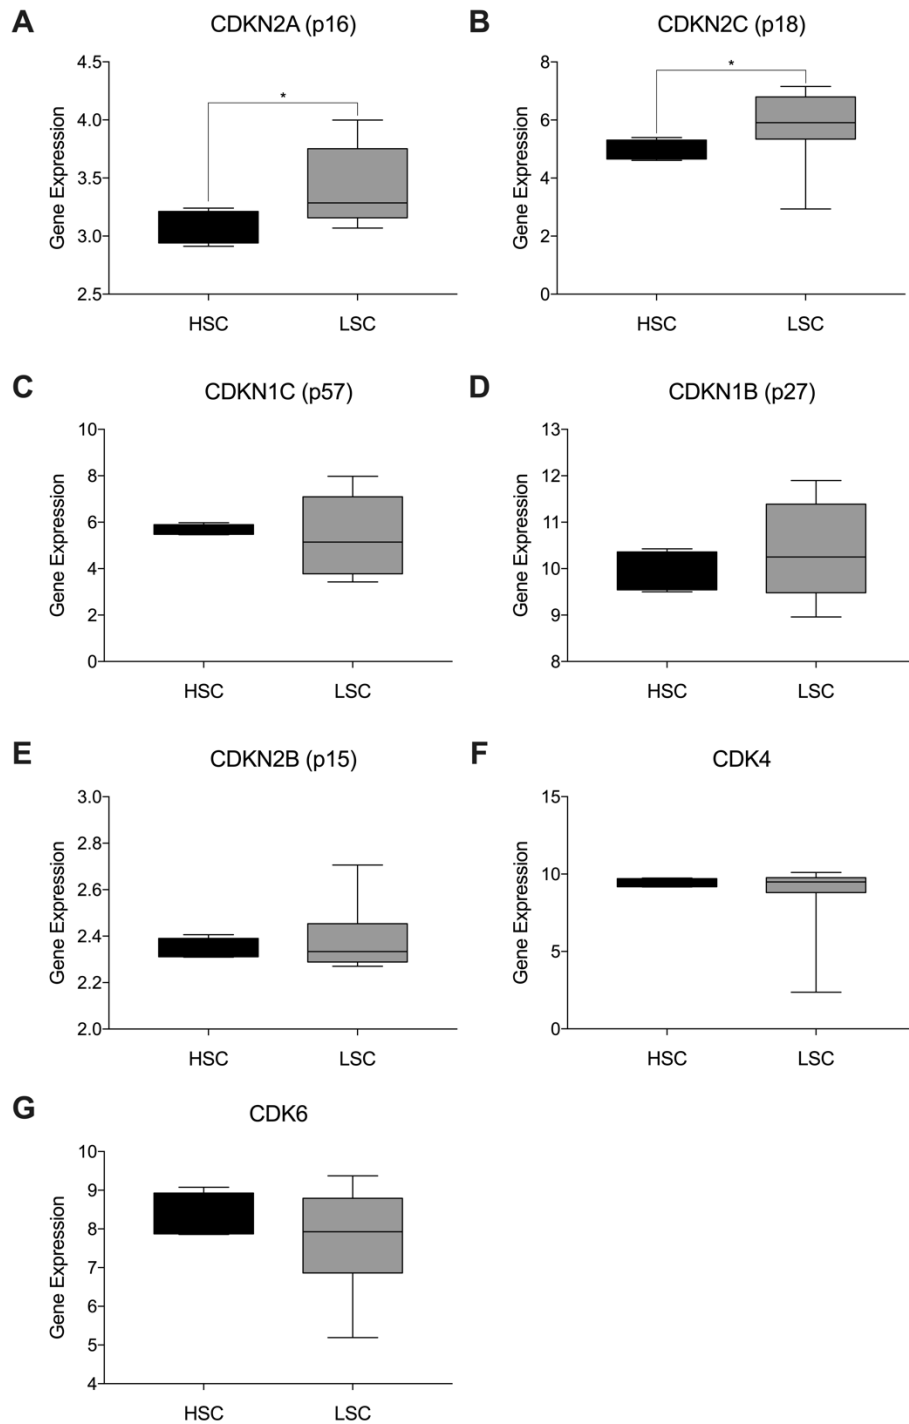 A
CDKN2A (p16)
Gene Expression
4.5
4.0
3.5
3.0
2.5
*
HSC
LSC
B
CDKN2C (p18)
Gene Expression
8
6
4
2
0
*
HSC
LSC
C
CDKN1C (p57)
Gene Expression
10
8
6
4
2
0
HSC
LSC
D
CDKN1B (p27)
Gene Expression
13
12
11
10
9
8
HSC
LSC
E
CDKN2B (p15)
Gene Expression
3.0
2.8
2.6
2.4
2.2
2.0
HSC
LSC
F
CDK4
Gene Expression
15
10
5
0
HSC
LSC
G
CDK6
Gene Expression
10
9
8
7
6
5
4
HSC
LSC